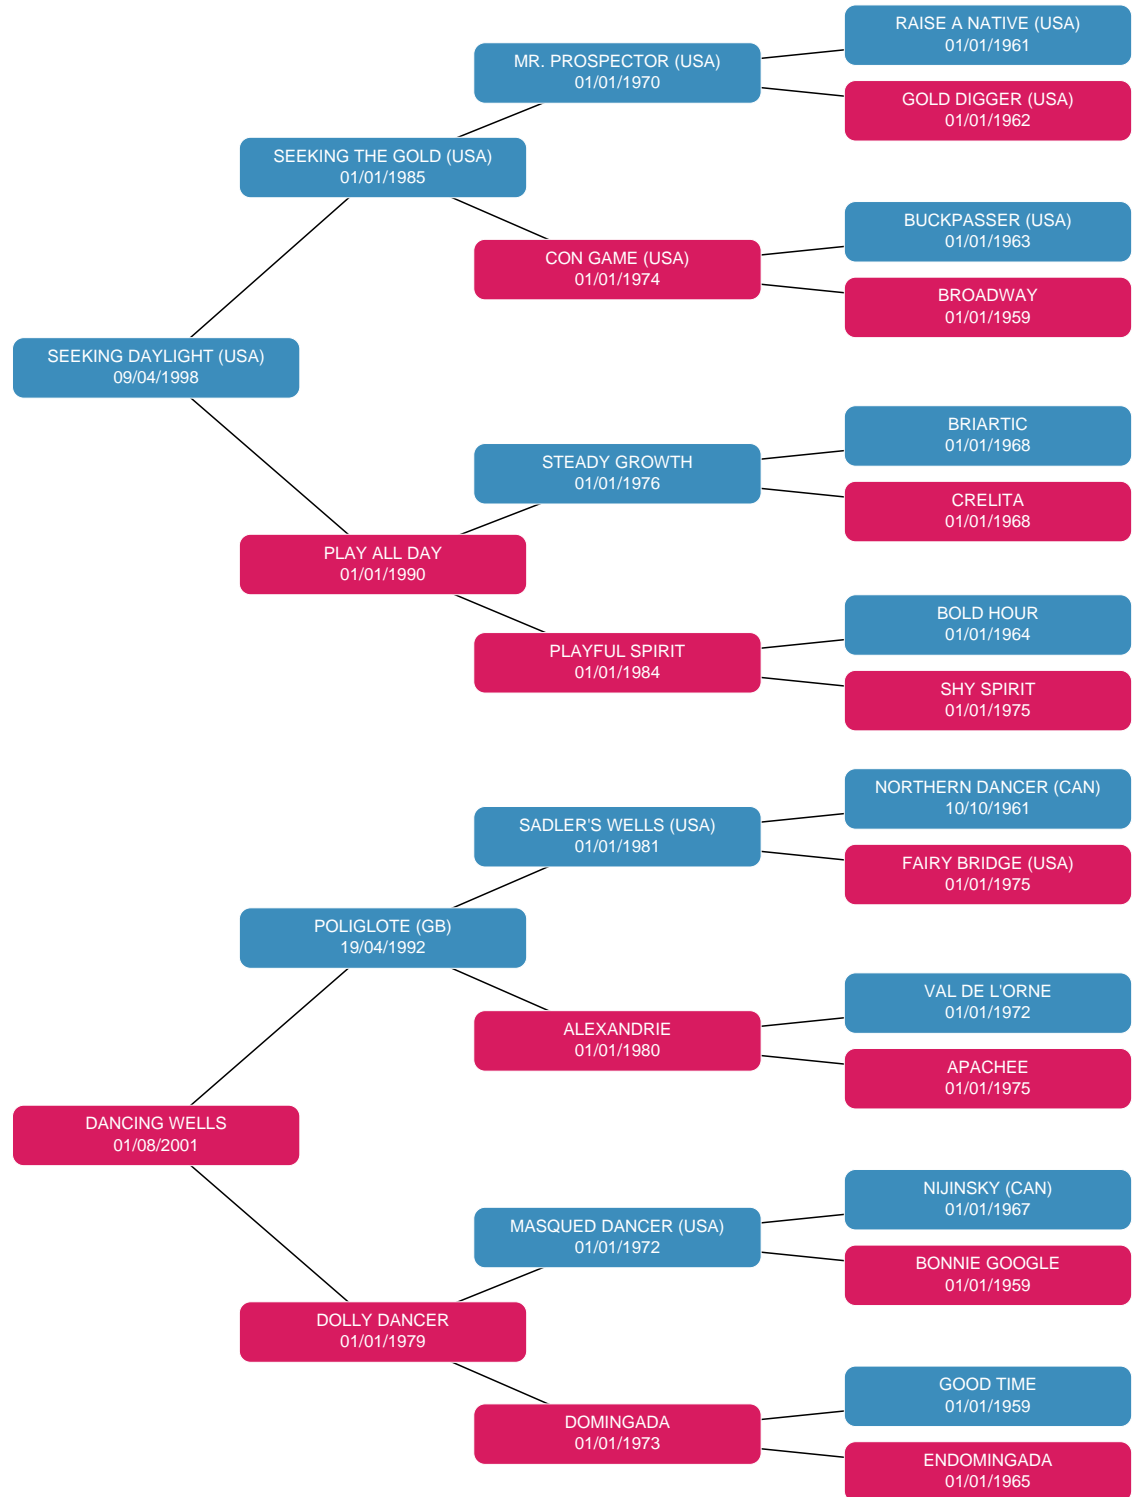 RAISE A NATIVE (USA)
01/01/1961
MR. PROSPECTOR (USA)
01/01/1970
GOLD DIGGER (USA)
01/01/1962
SEEKING THE GOLD (USA)
01/01/1985
BUCKPASSER (USA)
01/01/1963
CON GAME (USA)
01/01/1974
BROADWAY
01/01/1959
SEEKING DAYLIGHT (USA)
09/04/1998
BRIARTIC
01/01/1968
STEADY GROWTH
01/01/1976
CRELITA
01/01/1968
PLAY ALL DAY
01/01/1990
BOLD HOUR
01/01/1964
PLAYFUL SPIRIT
01/01/1984
SHY SPIRIT
01/01/1975
NORTHERN DANCER (CAN)
10/10/1961
SADLER'S WELLS (USA)
01/01/1981
FAIRY BRIDGE (USA)
01/01/1975
POLIGLOTE (GB)
19/04/1992
VAL DE L'ORNE
01/01/1972
ALEXANDRIE
01/01/1980
APACHEE
01/01/1975
DANCING WELLS
01/08/2001
NIJINSKY (CAN)
01/01/1967
MASQUED DANCER (USA)
01/01/1972
BONNIE GOOGLE
01/01/1959
DOLLY DANCER
01/01/1979
GOOD TIME
01/01/1959
DOMINGADA
01/01/1973
ENDOMINGADA
01/01/1965